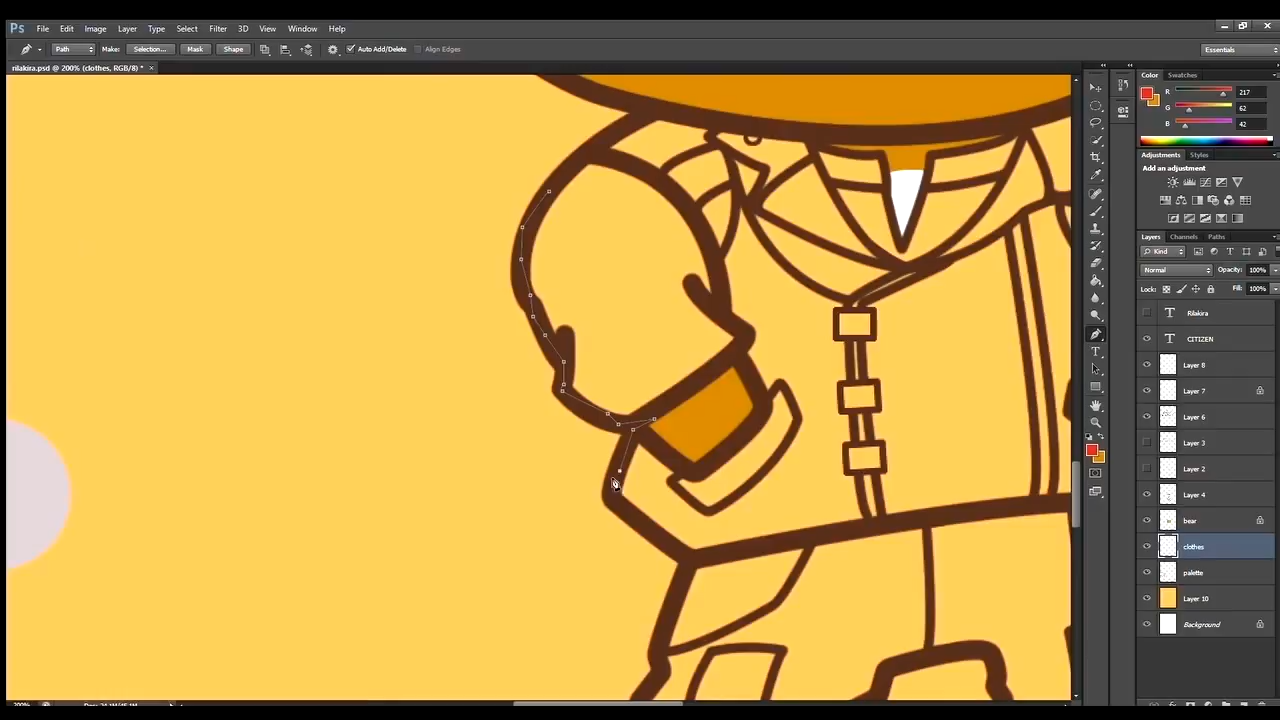 Ps File Edit Image Layer Type Select Filter 3D View Window Help
Path Make: Selection... Mask Shape Auto Add/Delete Align Edges Essentials
rilakira.psd @ 200% (clothes, RGB/8) *
Color Swatches
R 217
G 62
B 42
Adjustments Styles
Add an adjustment
Layers Channels Paths
Kind
Normal Opacity: 100%
Lock: Fill: 100%
T Rilakira
T CITIZEN
Layer 8
Layer 7
Layer 6
Layer 3
Layer 2
Layer 4
bear
clothes
palette
Layer 10
Background